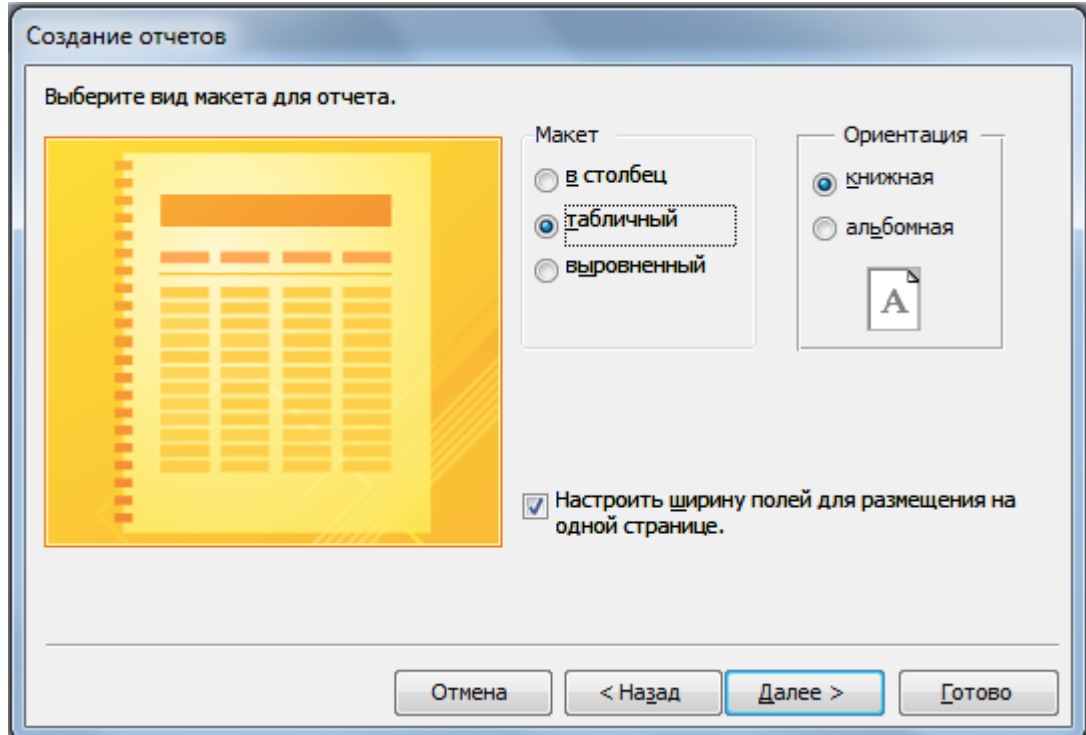 Создание отчетов
Выберите вид макета для отчета.
Макет
в столбец
табличный
выровненный
Ориентация
книжная
альбомная
A
Настроить ширину полей для размещения на
одной странице.
Отмена
< Назад
Далее >
Готово